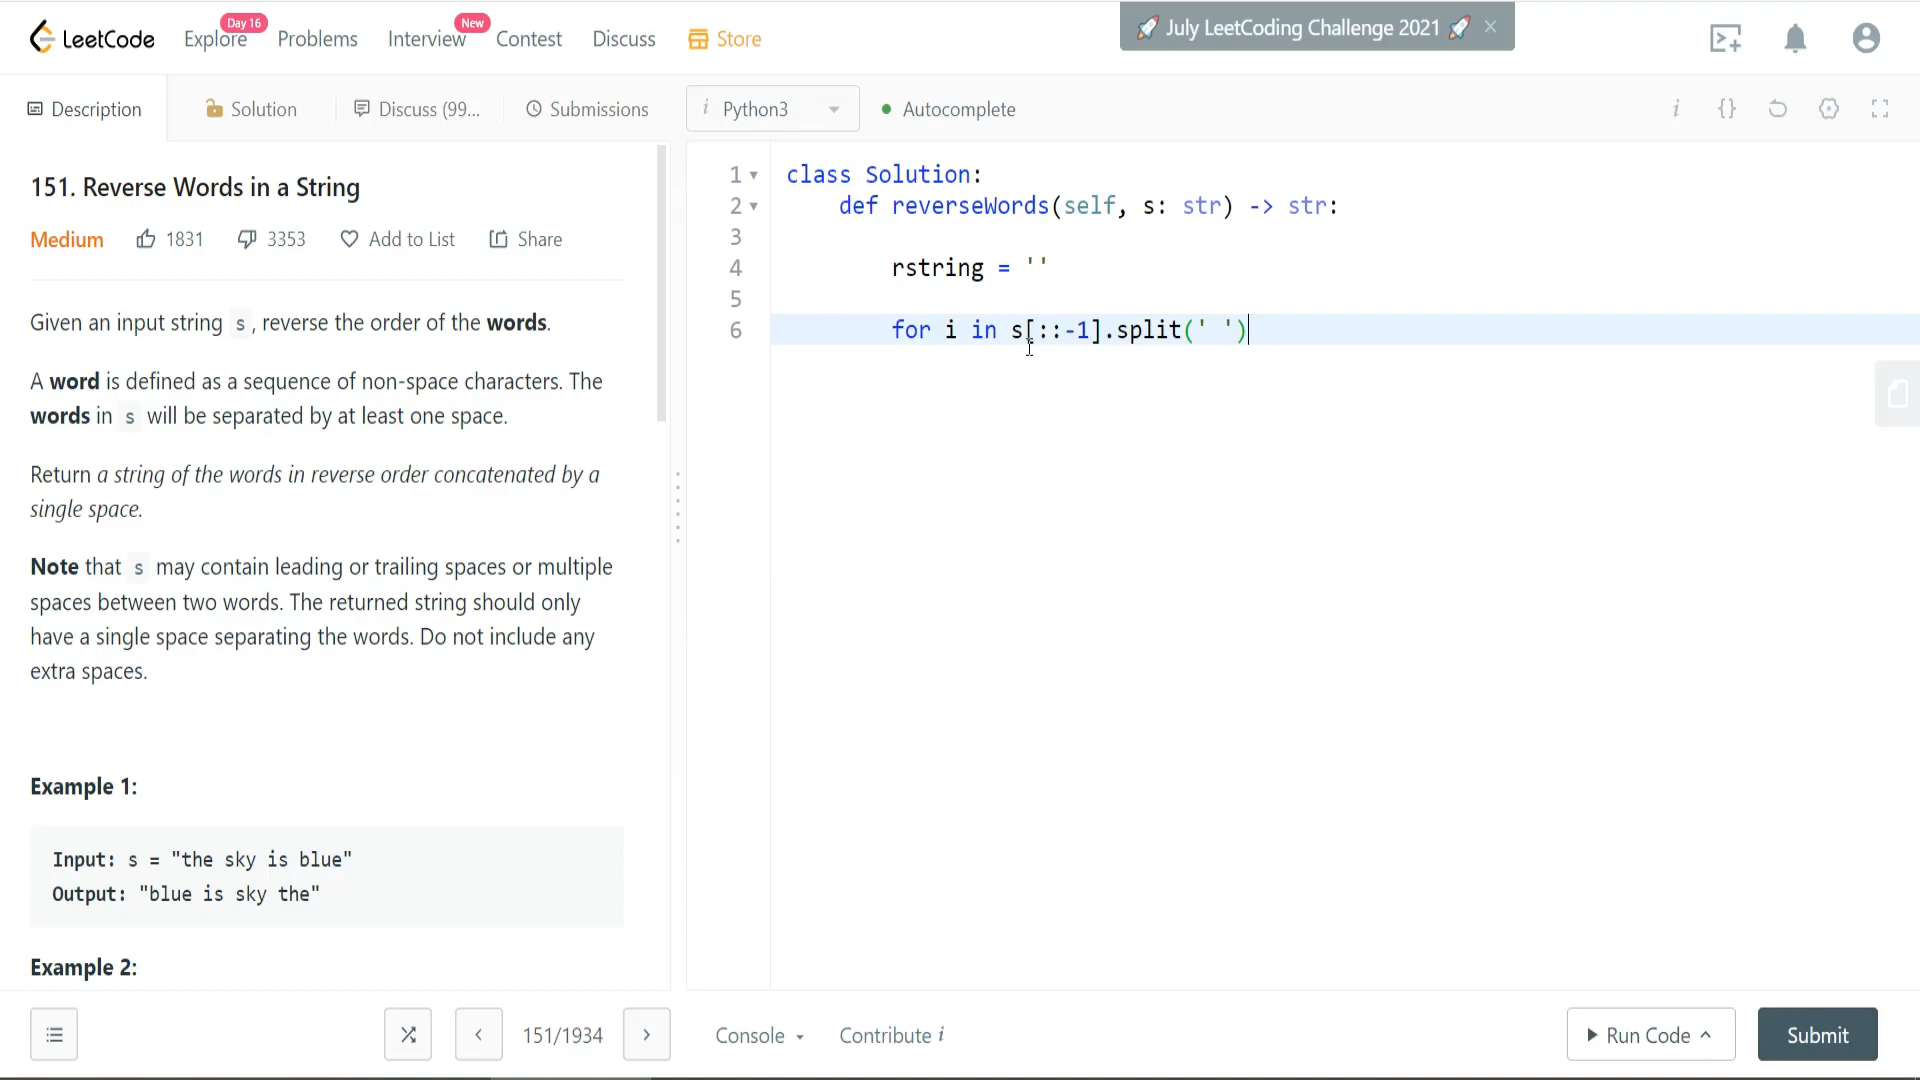 LeetCode
Explore
Day 16
Problems
Interview
New
Contest
Discuss
Store
🚀 July LeetCoding Challenge 2021 🚀 ×
Description
Solution
Discuss (99...
Submissions
i Python3
Autocomplete
i {}
151. Reverse Words in a String
Medium
1831
3353
Add to List
Share
Given an input string s, reverse the order of the words.
A word is defined as a sequence of non-space characters. The
words in s will be separated by at least one space.
Return a string of the words in reverse order concatenated by a
single space.
Note that s may contain leading or trailing spaces or multiple
spaces between two words. The returned string should only
have a single space separating the words. Do not include any
extra spaces.
Example 1:
Input: s = "the sky is blue"
Output: "blue is sky the"
Example 2:
1 class Solution:
2 def reverseWords(self, s: str) -> str:
3
4 rstring = ''
5
6 for i in s[::-1].split(' ')
151/1934
Console
Contribute i
Run Code
Submit